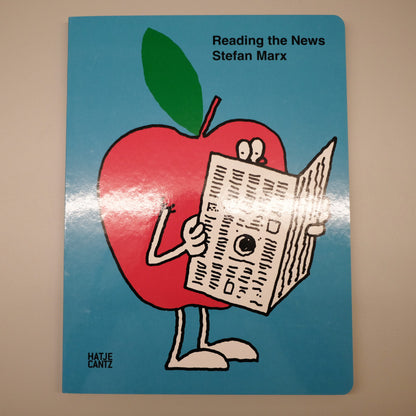 Reading the News
Stefan Marx
HATJE
CANTZ